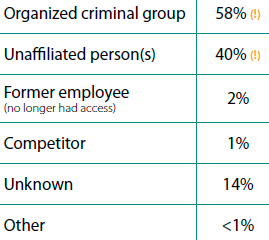 Organized criminal group 58% (!)
Unaffiliated person(s) 40% (!)
Former employee
(no longer had access) 2%
Competitor 1%
Unknown 14%
Other <1%